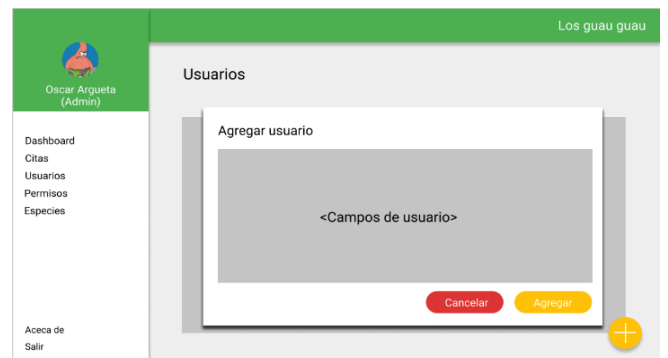 Los guau guau
Oscar Argueta
(Admin)
Usuarios
Dashboard
Citas
Usuarios
Permisos
Especies
Aceca de
Salir
Agregar usuario
<Campos de usuario>
Cancelar
Agregar